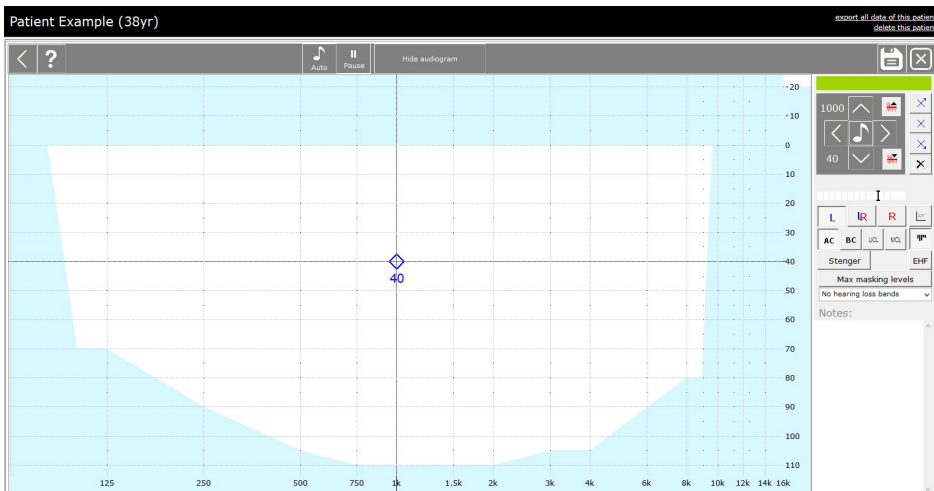 Patient Example (38yr)
export all data of this patien
delete this patien
?
Auto
Pause
Hide audiogram
-20
-10
0
10
20
30
40
50
60
70
80
90
100
110
40
125 250 500 750 1k 1.5k 2k 3k 4k 6k 8k 10k 12k 14k 16k
1000
40
L R R
AC BC UCL MCL
Stenger EHF
Max masking levels
No hearing loss bands
Notes: